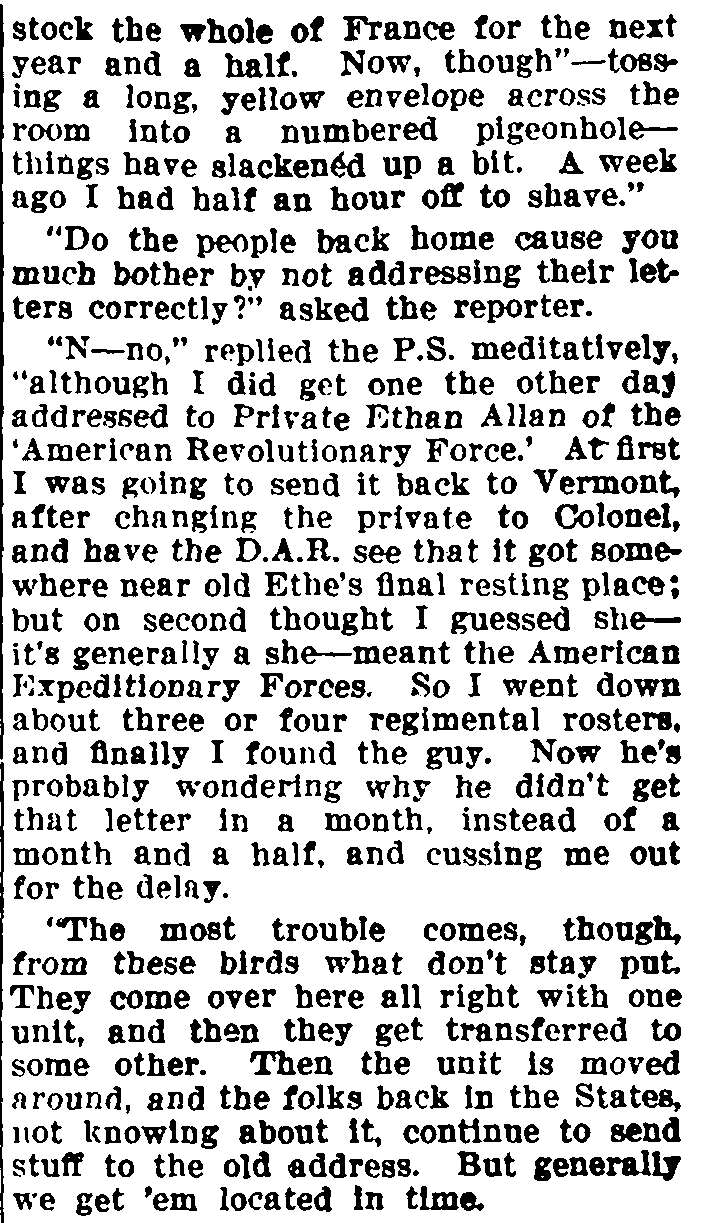 stock the whole of France for the next
year and a half. Now, though"—toss-
ing a long, yellow envelope across the
room into a numbered pigeonhole—
things have slackenéd up a bit. A week
ago I had half an hour off to shave."
"Do the people back home cause you
much bother by not addressing their let-
ters correctly?" asked the reporter.
"N—no," replied the P.S. meditatively,
"although I did get one the other day
addressed to Private Ethan Allan of the
'American Revolutionary Force.' At first
I was going to send it back to Vermont,
after changing the private to Colonel,
and have the D.A.R. see that it got some-
where near old Ethe's final resting place;
but on second thought I guessed she—
it's generally a she—meant the American
Expeditionary Forces. So I went down
about three or four regimental rosters,
and finally I found the guy. Now he's
probably wondering why he didn't get
that letter in a month, instead of a
month and a half, and cussing me out
for the delay.
"The most trouble comes, though,
from these birds what don't stay put.
They come over here all right with one
unit, and then they get transferred to
some other. Then the unit is moved
around, and the folks back in the States,
not knowing about it, continue to send
stuff to the old address. But generally
we get 'em located in time.